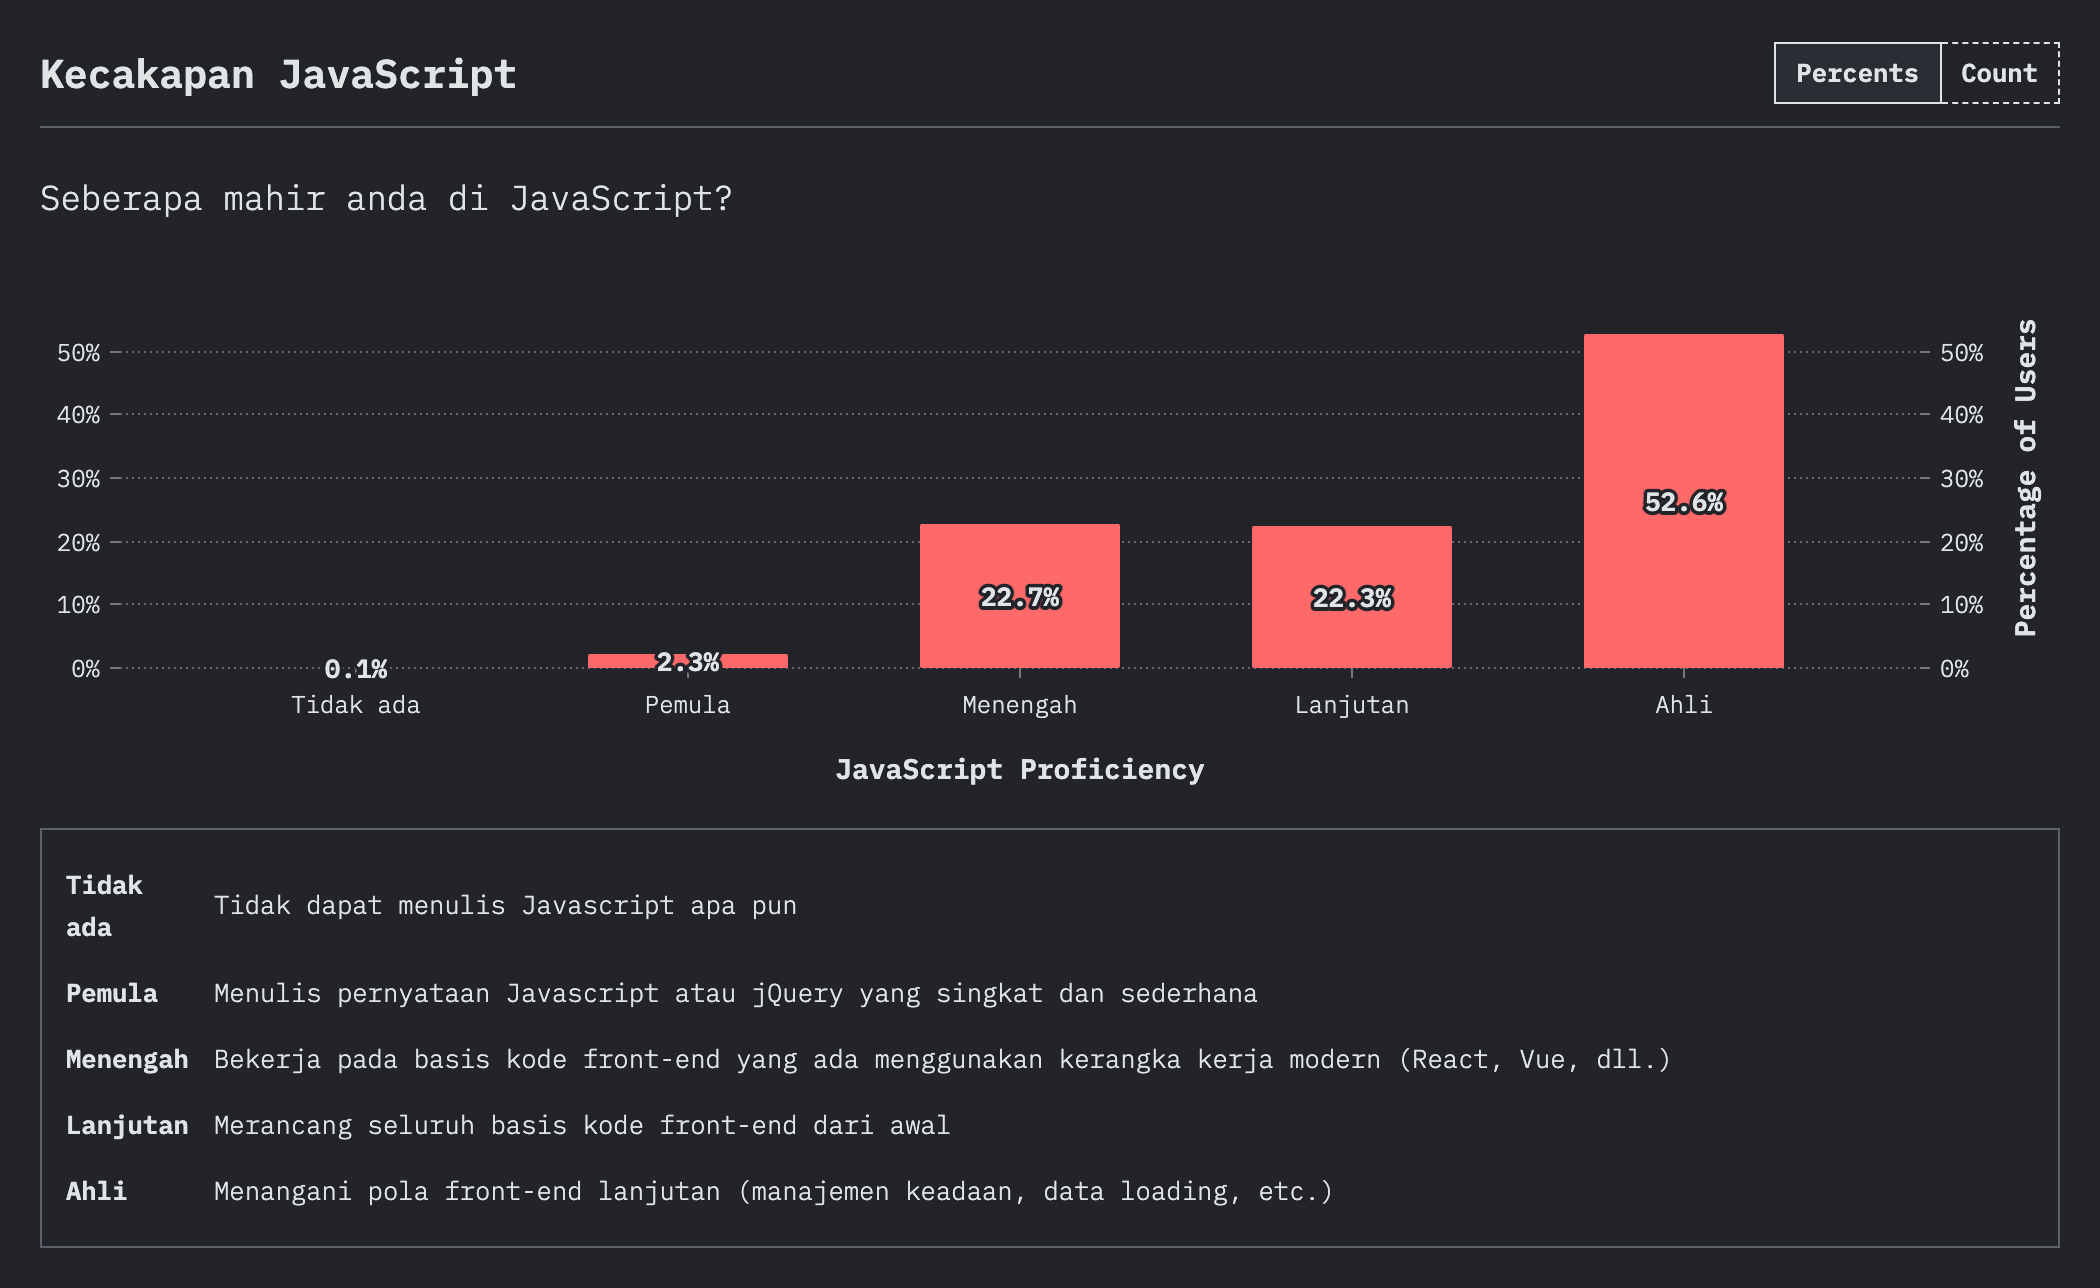 Kecakapan JavaScript
Percents Count
Seberapa mahir anda di JavaScript?
50% 50%
40% 40%
30% 30%
20% 20%
10% 10%
0% 0%
Percentage of Users
0.1% 2.3% 22.7% 22.3% 52.6%
Tidak ada Pemula Menengah Lanjutan Ahli
JavaScript Proficiency
Tidak
ada
Tidak dapat menulis Javascript apa pun
Pemula Menulis pernyataan Javascript atau jQuery yang singkat dan sederhana
Menengah Bekerja pada basis kode front-end yang ada menggunakan kerangka kerja modern (React, Vue, dll.)
Lanjutan Merancang seluruh basis kode front-end dari awal
Ahli Menangani pola front-end lanjutan (manajemen keadaan, data loading, etc.)